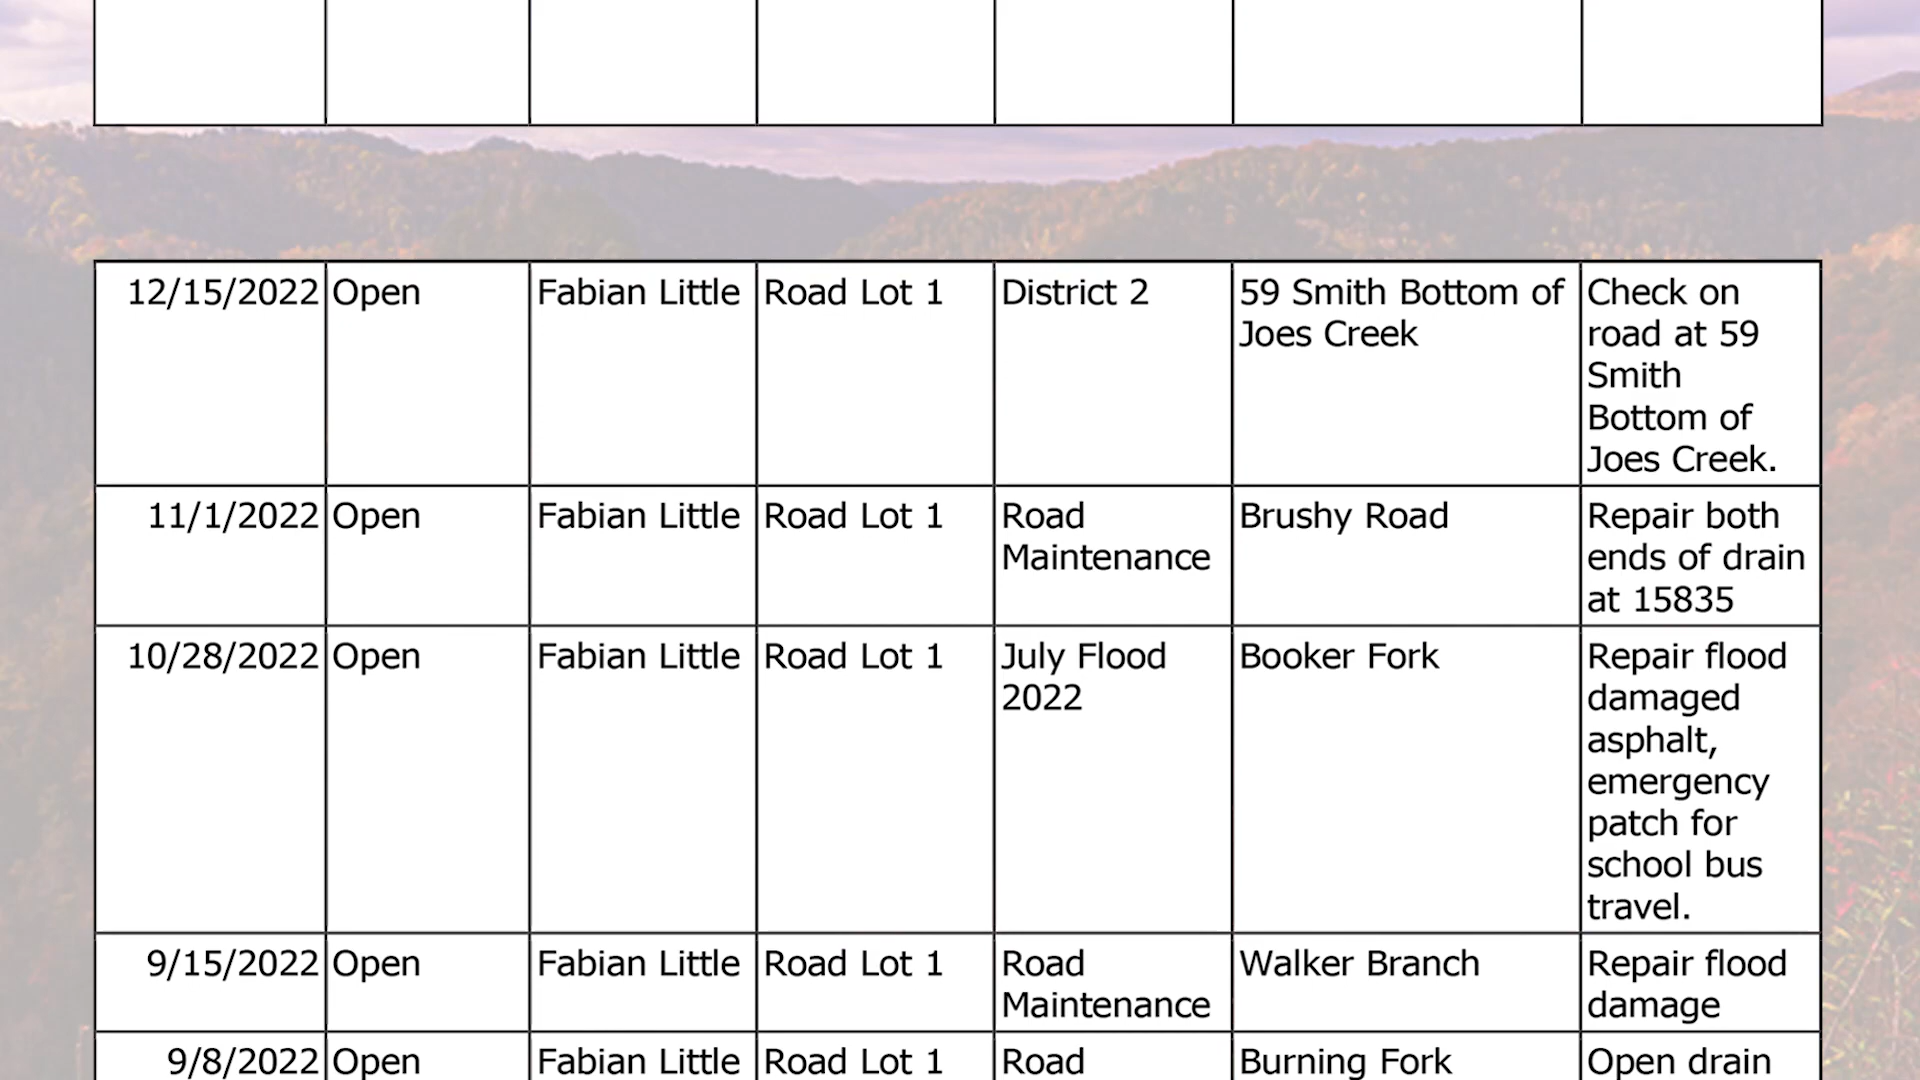 12/15/2022 Open Fabian Little Road Lot 1 District 2 59 Smith Bottom of Joes Creek Check on road at 59 Smith Bottom of Joes Creek.
11/1/2022 Open Fabian Little Road Lot 1 Road Maintenance Brushy Road Repair both ends of drain at 15835
10/28/2022 Open Fabian Little Road Lot 1 July Flood 2022 Booker Fork Repair flood damaged asphalt, emergency patch for school bus travel.
9/15/2022 Open Fabian Little Road Lot 1 Road Maintenance Walker Branch Repair flood damage
9/8/2022 Open Fabian Little Road Lot 1 Road Burning Fork Open drain